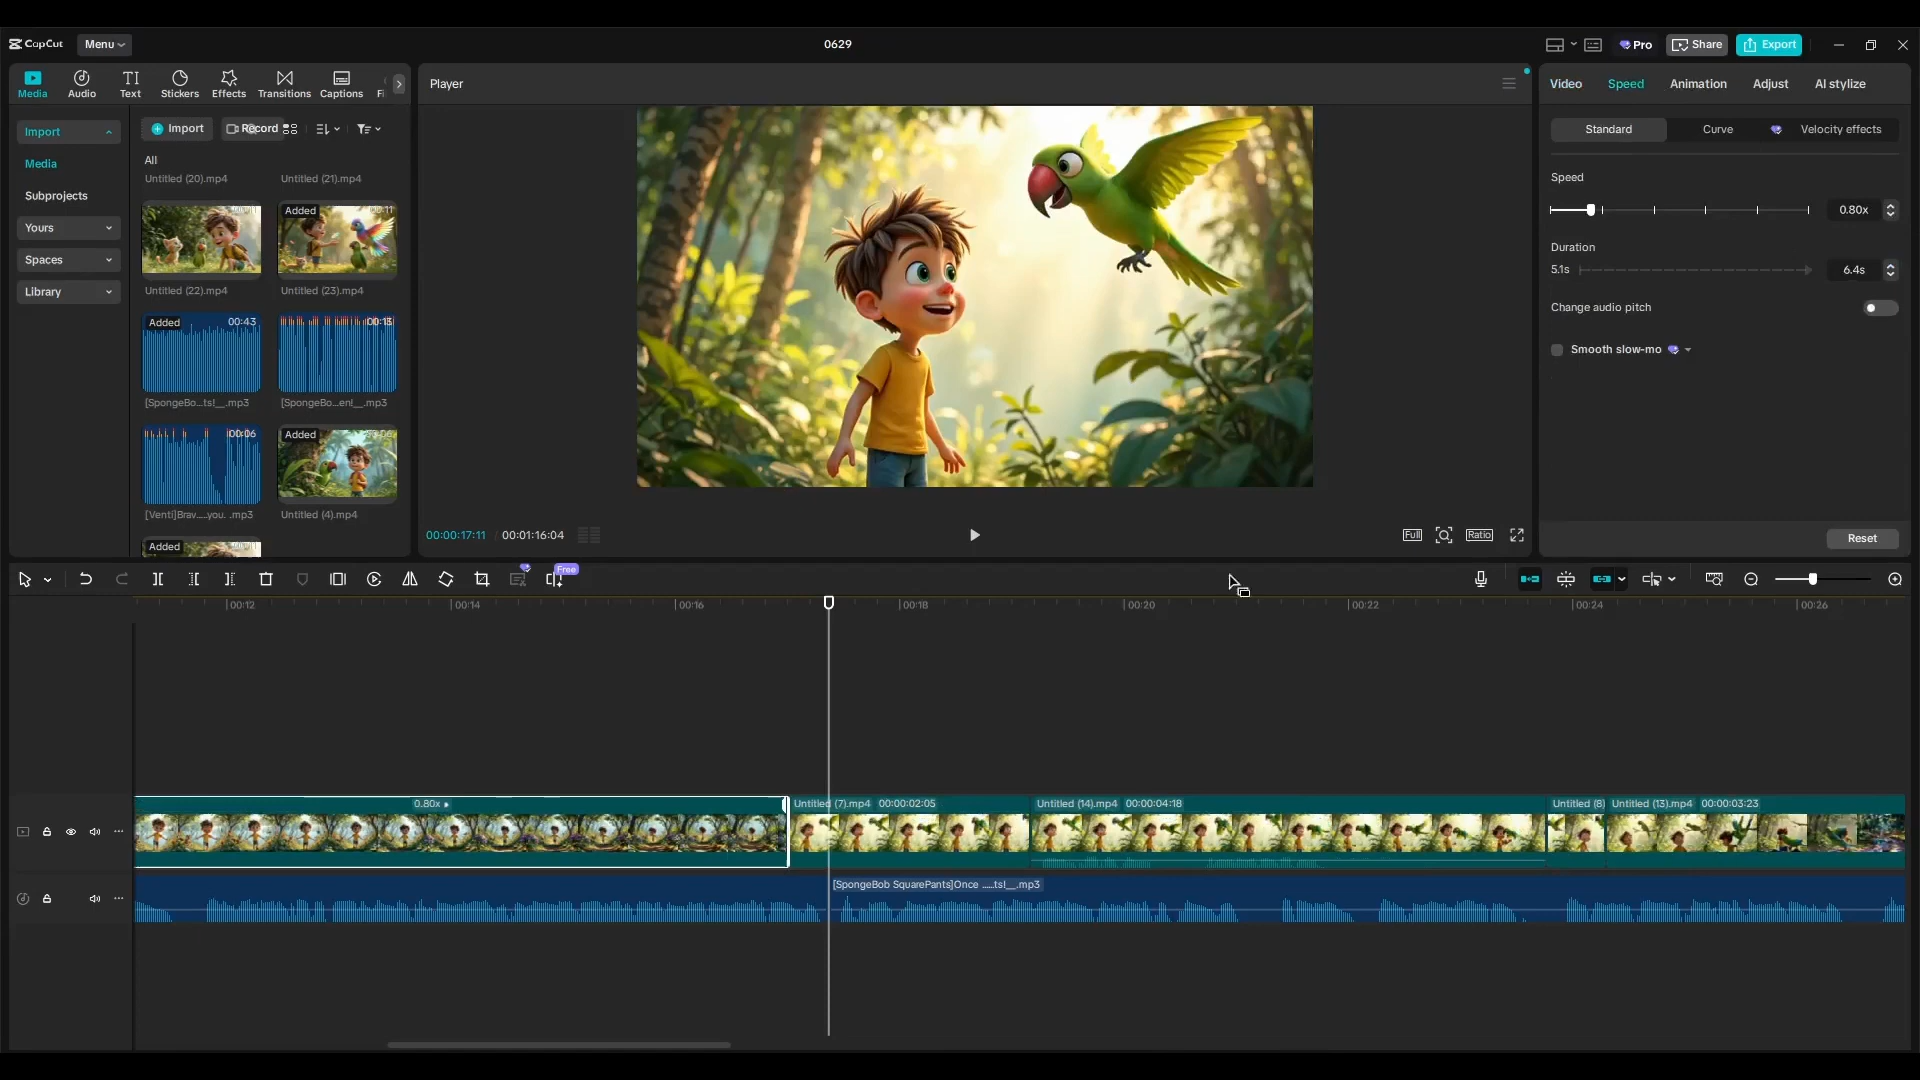 CapCut
Menu
0629
Pro
Share
Export
Media
Audio
Text
Stickers
Effects
Transitions
Captions
Import
Media
Subprojects
Yours
Spaces
Library
Import
Record
All
Untitled (20).mp4
Untitled (21).mp4
Added
Untitled (22).mp4
Untitled (23).mp4
Added
00:43
00:13
[SpongeBo...ts!__.mp3
[SpongeBo...en!__.mp3
00:06
Added
[Venti]Brav......you. .mp3
Untitled (4).mp4
Added
Player
00:00:17:11
00:01:16:04
Full
Ratio
Video
Speed
Animation
Adjust
AI stylize
Standard
Curve
Velocity effects
Speed
0.80x
Duration
5.1s
6.4s
Change audio pitch
Smooth slow-mo
Reset
Free
00:12
00:14
00:16
00:18
00:20
00:22
00:24
00:26
0.80x
Untitled (7).mp4 00:00:02:05
Untitled (14).mp4 00:00:04:18
Untitled (8)
Untitled (13).mp4 00:00:03:23
[SpongeBob SquarePants]Once ......ts!__.mp3